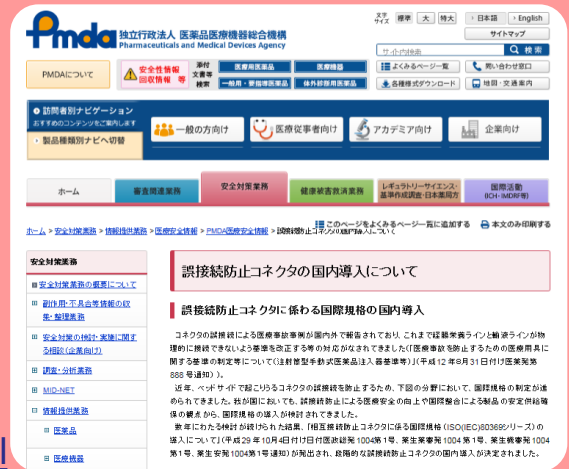 文字サイズ 標準 大 特大
日本語 English
サイトマップ
Pmda 独立行政法人 医薬品医療機器総合機構
Pharmaceuticals and Medical Devices Agency
サイト内検索 検索
PMDAについて
安全性情報 回収情報 等
添付文書等検索
医療用医薬品 医療機器
一般用・要指導医薬品 体外診断用医薬品
よくみるページ一覧 問い合わせ窓口
各種様式ダウンロード 地図・交通案内
訪問者別ナビゲーション
おすすめのコンテンツをご案内します
製品種類別ナビへ切替
一般の方向け 医療従事者向け アカデミア向け 企業向け
ホーム 審査関連業務 安全対策業務 健康被害救済業務 レギュラトリーサイエンス・基準作成調査・日本薬局方 国際活動(ICH・IMDRF等)
このページをよくみるページ一覧に追加する 本文のみ印刷する
ホーム > 安全対策業務 > 情報提供業務 > 医療安全情報 > PMDA医療安全情報 > 誤接続防止コネクタの国内導入について
安全対策業務
安全対策業務の概要について
副作用・不具合等情報の収集・整理業務
安全対策の検討・実施に関する相談(企業向け)
調査・分析業務
MID-NET
情報提供業務
医薬品
医療機器
誤接続防止コネクタの国内導入について
誤接続防止コネクタに係わる国際規格の国内導入
コネクタの誤接続による医療事故事例が国内外で報告されており、これまで経腸栄養ラインと輸液ラインが物
理的に接続できないよう基準を改正する等の対応がなされてきました(「医療事故を防止するための医療用具に
関する基準の制定等について(注射筒型手動式医薬品注入器基準等)」(平成12年8月31日付け医薬発第
888号通知))。
近年、ベッドサイドで起こりうるコネクタの誤接続を防止するため、下図の分野において、国際規格の制定が進
められてきました。我が国においても、誤接続防止による医療安全の向上や国際整合による製品の安定供給確
保の観点から、国際規格の導入が検討されてきました。
数年にわたる検討が続けられた結果、「相互接続防止コネクタに係る国際規格(ISO(IEC)80369シリーズ)の
導入について」(平成29年10月4日付け日付医政総発1004第1号、薬生薬審発1004第1号、薬生機審発1004
第1号、薬生安発1004第1号通知)が発出され、段階的な誤接続防止コネクタの国内導入が決定されました。